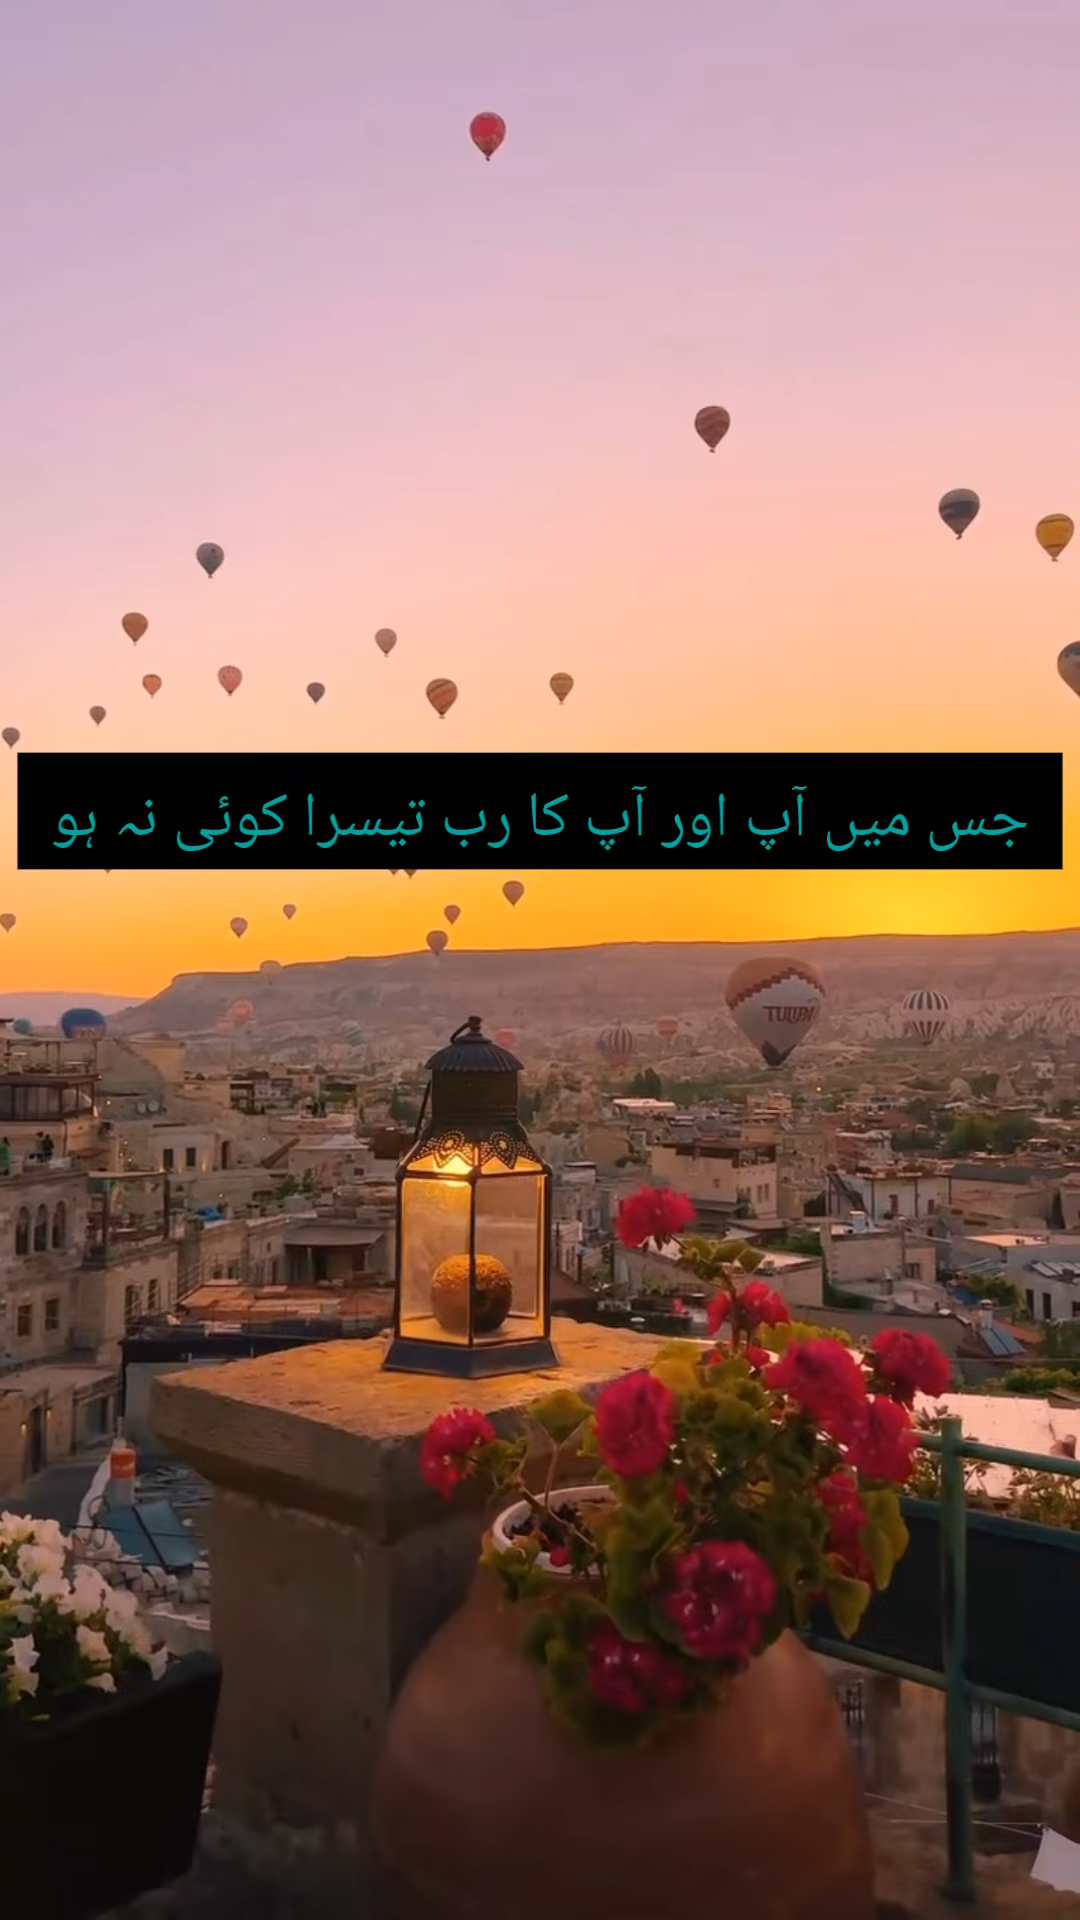 جس میں آپ اور آپ کا رب تیسرا کوئی نہ ہو